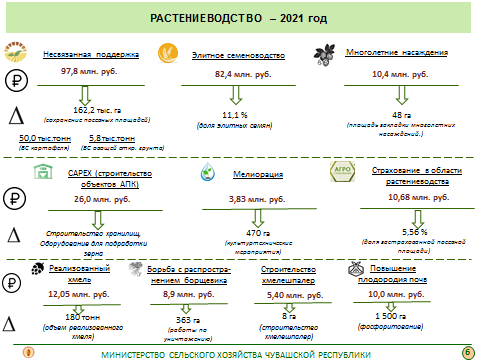 РАСТЕНИЕВОДСТВО – 2021 год
Несвязанная поддержка
Элитное семеноводство
Многолетние насаждения
97,8 млн. руб.
82,4 млн. руб.
10,4 млн. руб.
162,2 тыс. га
11,1 %
48 га
(сохранение посевных площадей)
(доля элитных семян)
(площадь закладки многолетних
насаждений.)
50,0 тыс.тонн
5,8 тыс.тонн
(ВС картофеля)
(ВС овощей откр. грунта)
CAPEX (строительство
объектов АПК)
Мелиорация
АГРО
Страхование в области
растениеводства
26,0 млн. руб.
3,83 млн. руб.
10,68 млн. руб.
Строительство хранилищ,
Оборудование для подработки
зерна
470 га
(культуртехнические
мероприятия)
5,56 %
(доля застрахованной посевной
площади)
Реализованный
хмель
Борьба с распростра-
нением борщевика
Строительство
хмелешпалер
Повышение
плодородия почв
12,05 млн. руб.
8,9 млн. руб.
5,40 млн. руб.
10,0 млн. руб.
180 тонн
363 га
8 га
1 500 га
(объем реализованного
хмеля)
(работы по
уничтожению)
(строительство
хмелешпалер)
(фосфоритование)
МИНИСТЕРСТВО СЕЛЬСКОГО ХОЗЯЙСТВА ЧУВАШСКОЙ РЕСПУБЛИКИ
6